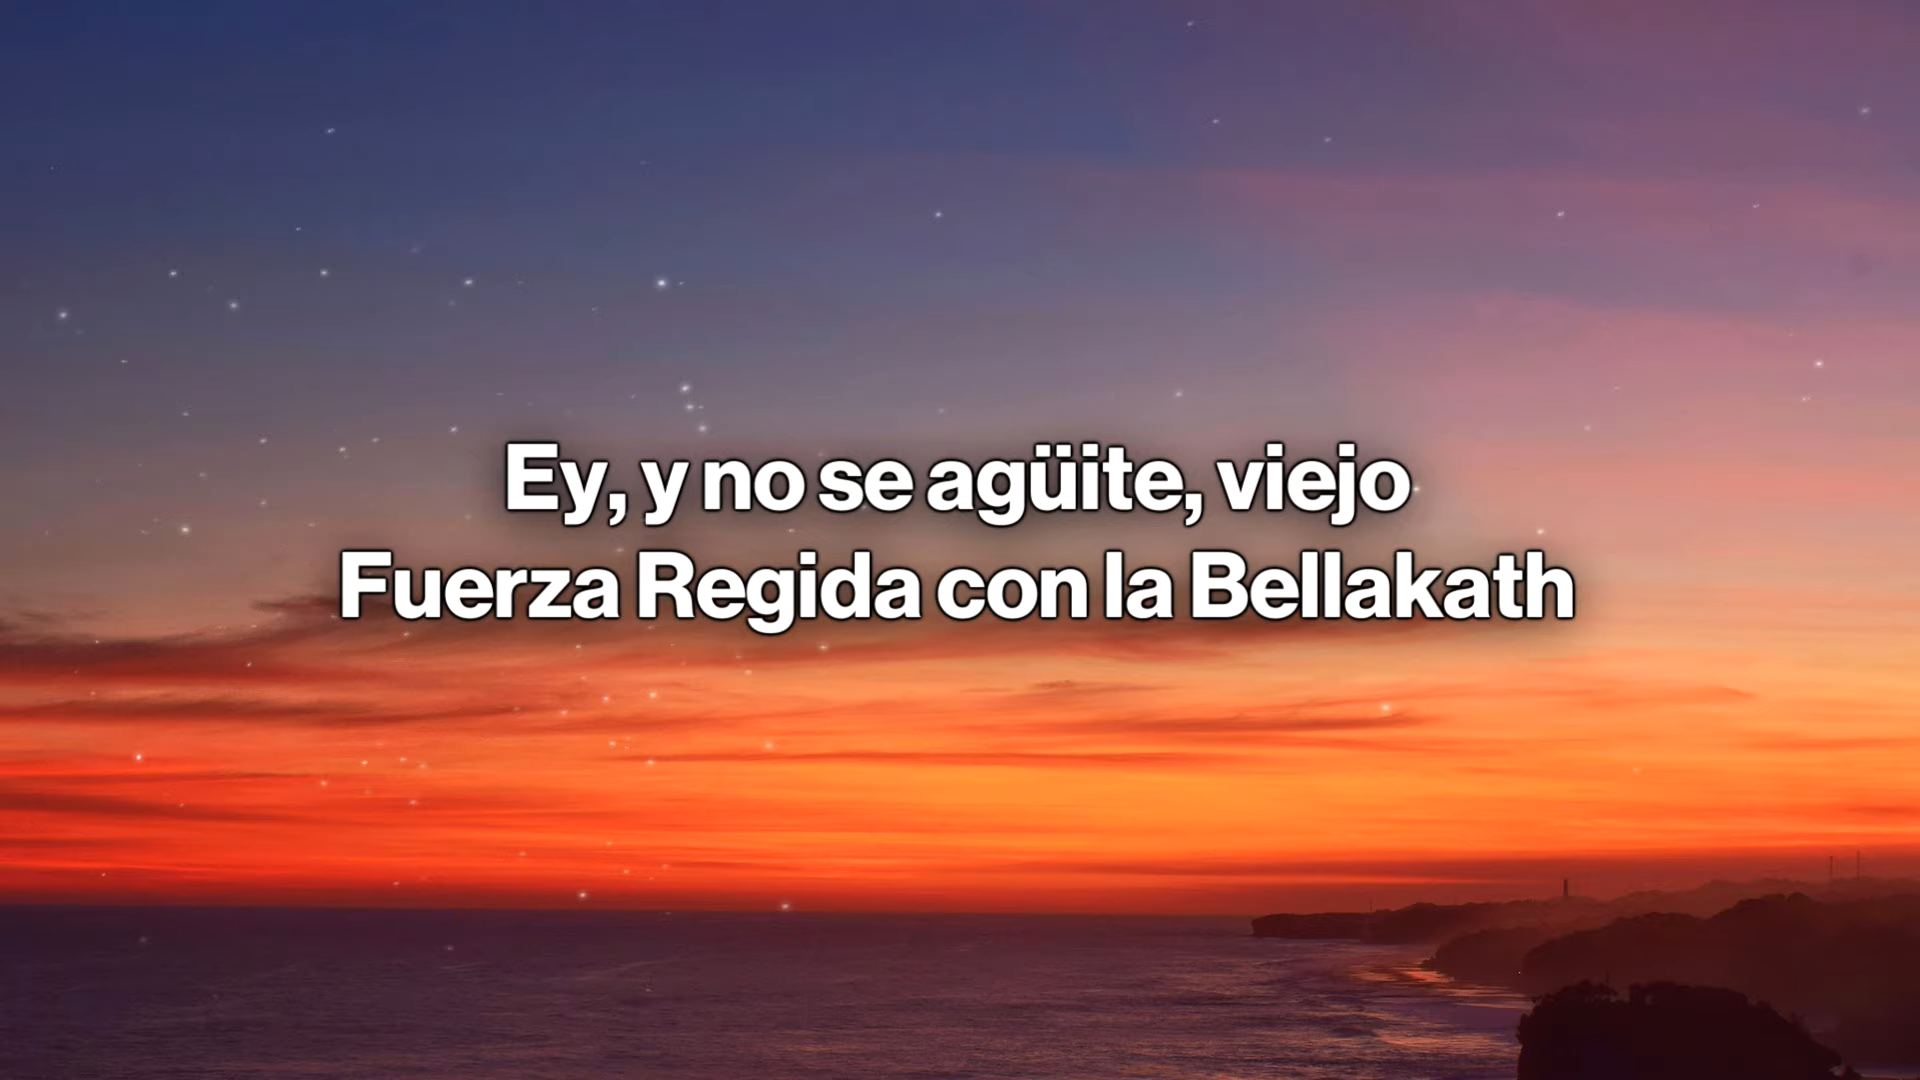 Ey, y no se agüite, viejo
Fuerza Regida con la Bellakath